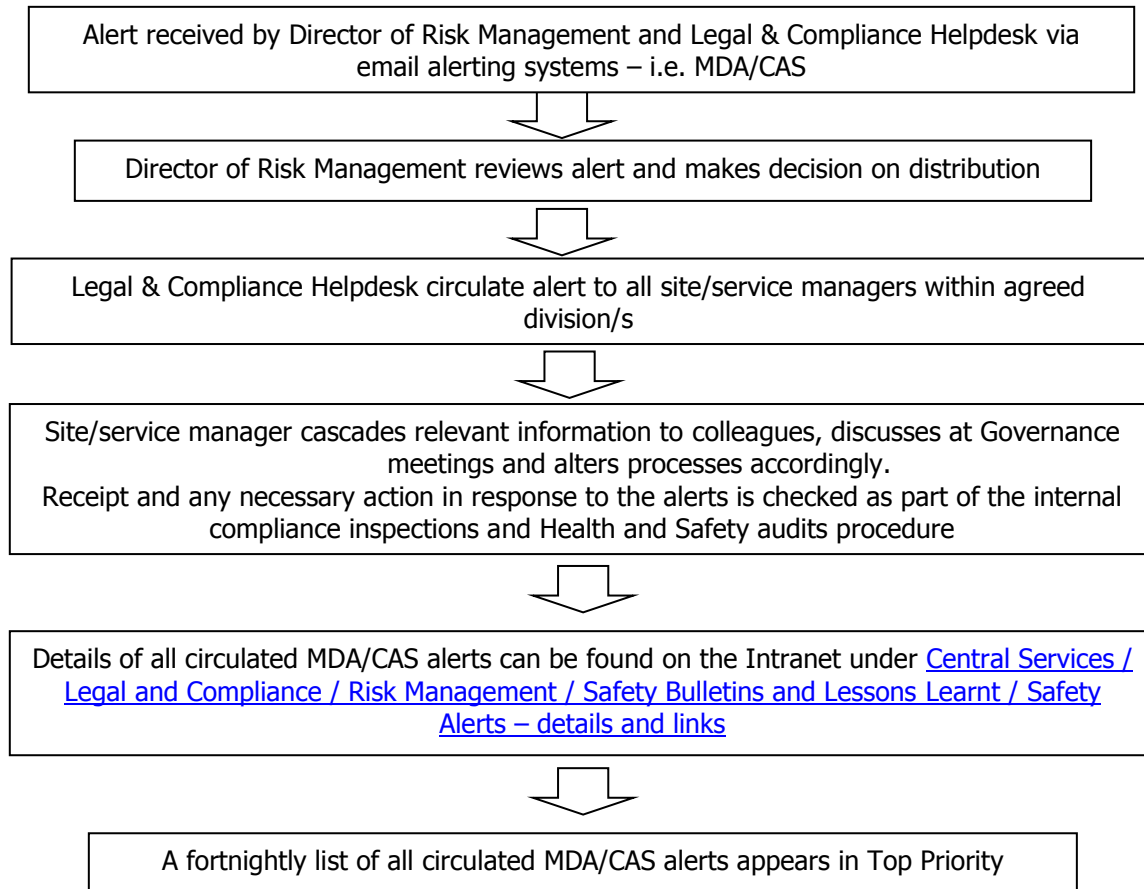 Alert received by Director of Risk Management and Legal & Compliance Helpdesk via
email alerting systems – i.e. MDA/CAS
Director of Risk Management reviews alert and makes decision on distribution
Legal & Compliance Helpdesk circulate alert to all site/service managers within agreed
division/s
Site/service manager cascades relevant information to colleagues, discusses at Governance
meetings and alters processes accordingly.
Receipt and any necessary action in response to the alerts is checked as part of the internal
compliance inspections and Health and Safety audits procedure
Details of all circulated MDA/CAS alerts can be found on the Intranet under Central Services /
Legal and Compliance / Risk Management / Safety Bulletins and Lessons Learnt / Safety
Alerts – details and links
A fortnightly list of all circulated MDA/CAS alerts appears in Top Priority